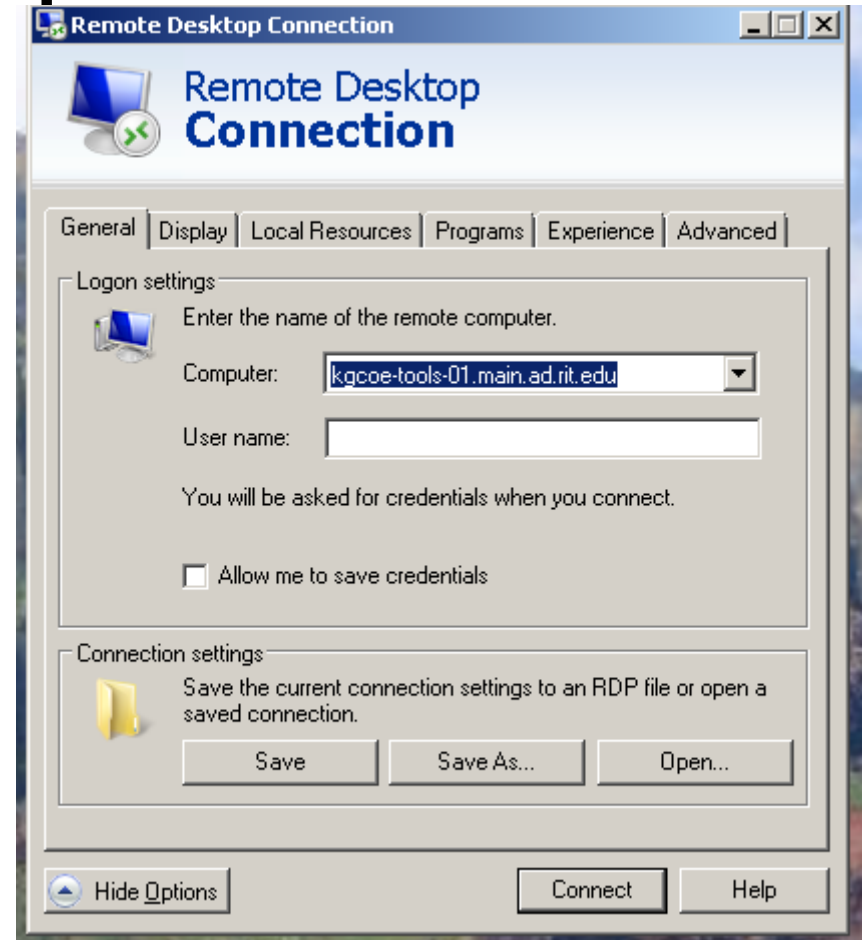 Remote Desktop Connection
Remote Desktop
Connection
General Display Local Resources Programs Experience Advanced
Logon settings
Enter the name of the remote computer.
Computer: kgcoe-tools-01.main.ad.rit.edu
User name:
You will be asked for credentials when you connect.
Allow me to save credentials
Connection settings
Save the current connection settings to an RDP file or open a
saved connection.
Save Save As... Open...
Hide Options Connect Help